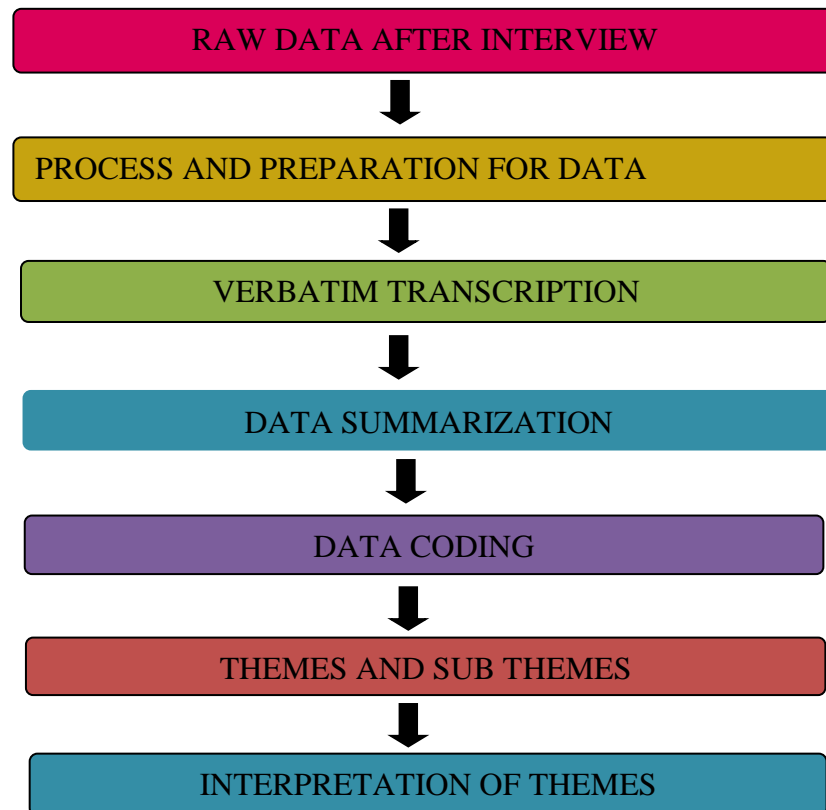 RAW DATA AFTER INTERVIEW
PROCESS AND PREPARATION FOR DATA
VERBATIM TRANSCRIPTION
DATA SUMMARIZATION
DATA CODING
THEMES AND SUB THEMES
INTERPRETATION OF THEMES